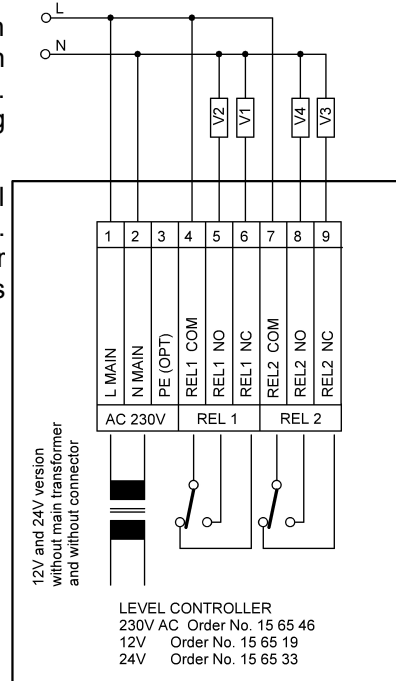 L
N
V2
V1
V4
V3
1 2 3 4 5 6 7 8 9
L MAIN
N MAIN
PE (OPT)
REL1 COM
REL1 NO
REL1 NC
REL2 COM
REL2 NO
REL2 NC
AC 230V REL 1 REL 2
12V and 24V version
without main transformer
and without connector
LEVEL CONTROLLER
230V AC Order No. 15 65 46
12V Order No. 15 65 19
24V Order No. 15 65 33